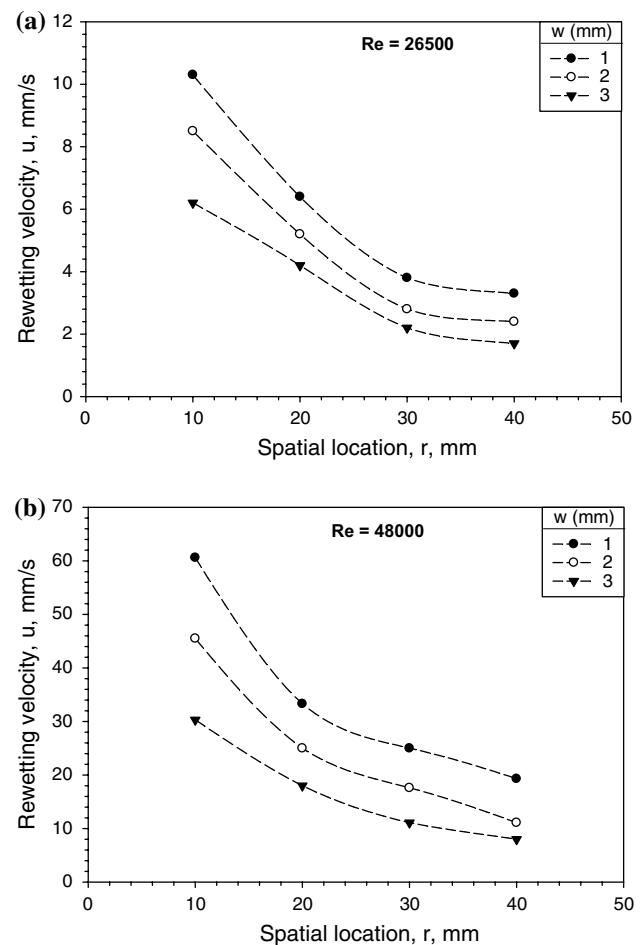 (a)
12
10
8
6
4
2
0
Rewetting velocity, u, mm/s
Re = 26500
w (mm)
1
2
3
0 10 20 30 40 50
Spatial location, r, mm
(b)
70
60
50
40
30
20
10
0
Rewetting velocity, u, mm/s
Re = 48000
w (mm)
1
2
3
0 10 20 30 40 50
Spatial location, r, mm